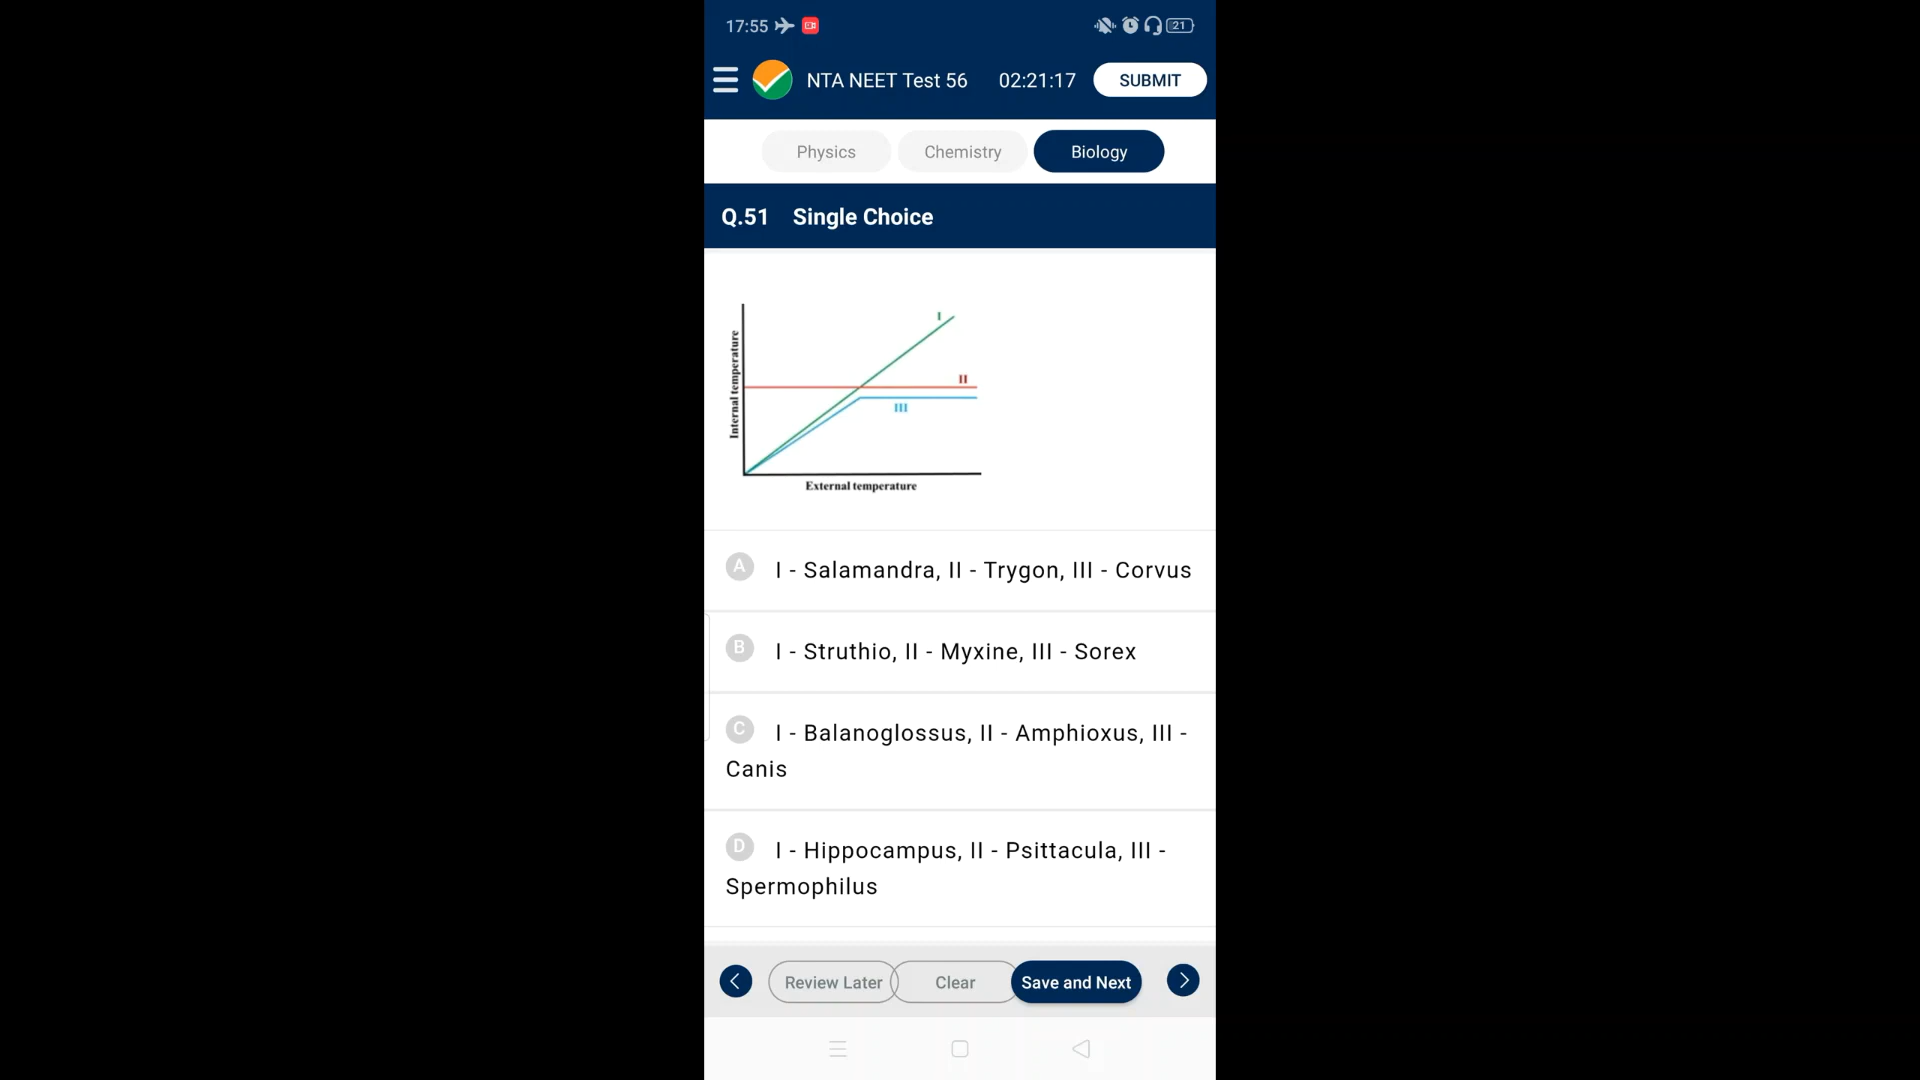 17:55 21
NTA NEET Test 56 02:21:17 SUBMIT
Physics Chemistry Biology
Q.51 Single Choice
I
II
III
Internal temperature
External temperature
A I - Salamandra, II - Trygon, III - Corvus
B I - Struthio, II - Myxine, III - Sorex
C I - Balanoglossus, II - Amphioxus, III -
Canis
D I - Hippocampus, II - Psittacula, III -
Spermophilus
Review Later Clear Save and Next